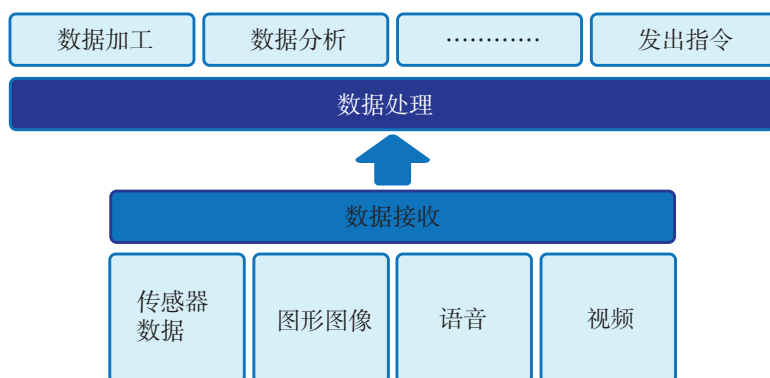 数据加工
数据分析
…………
发出指令
数据处理
数据接收
传感器
数据
图形图像
语音
视频